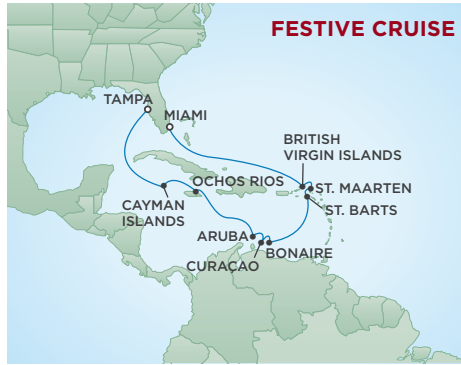 FESTIVE CRUISE
TAMPA
MIAMI
BRITISH
VIRGIN ISLANDS
OCHOS RIOS
ST. MAARTEN
CAYMAN
ISLANDS
ST. BARTS
ARUBA
BONAIRE
CURAÇAO